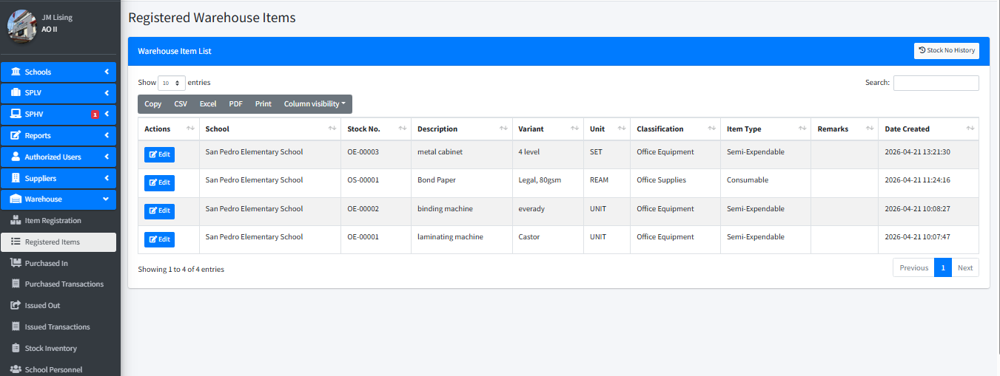 JM Lising
AO II
Schools
SPLV
SPHV 1
Reports
Authorized Users
Suppliers
Warehouse
Item Registration
Registered Items
Purchased In
Purchased Transactions
Issued Out
Issued Transactions
Stock Inventory
School Personnel
Registered Warehouse Items
Warehouse Item List Stock No History
Show 10 entries Search:
Copy CSV Excel PDF Print Column visibility
Actions School Stock No. Description Variant Unit Classification Item Type Remarks Date Created
Edit San Pedro Elementary School OE-00003 metal cabinet 4 level SET Office Equipment Semi-Expendable 2026-04-21 13:21:30
Edit San Pedro Elementary School OS-00001 Bond Paper Legal, 80gsm REAM Office Supplies Consumable 2026-04-21 11:24:16
Edit San Pedro Elementary School OE-00002 binding machine everady UNIT Office Equipment Semi-Expendable 2026-04-21 10:08:27
Edit San Pedro Elementary School OE-00001 laminating machine Castor UNIT Office Equipment Semi-Expendable 2026-04-21 10:07:47
Showing 1 to 4 of 4 entries Previous 1 Next